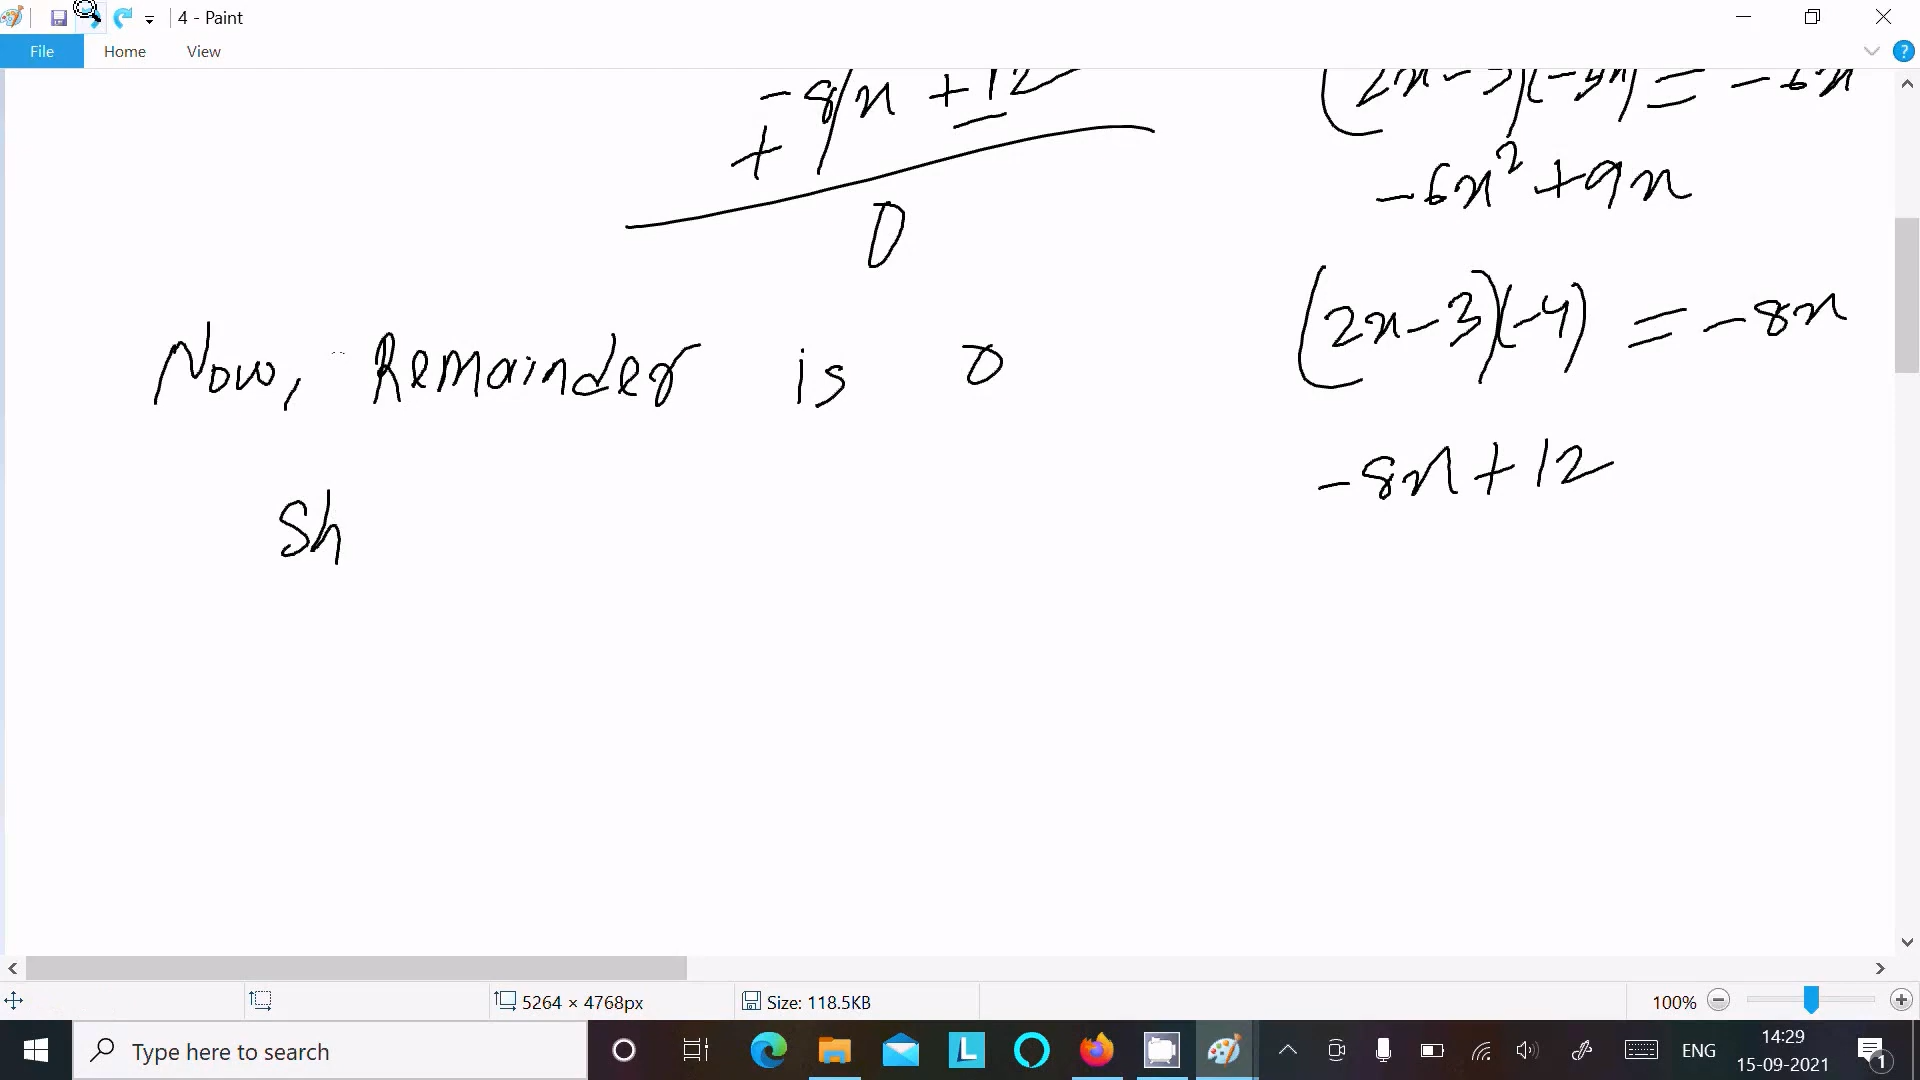 4 - Paint
File Home View
-8x +12
+
0
(2x-3)(-3x) = -6x
-6x² +9x
(2x-3)(-4) = -8x
-8x+12
Now, Remainder is 0
Sh
5264 × 4768px
Size: 118.5KB
100%
Type here to search
L
ENG
14:29
15-09-2021
1